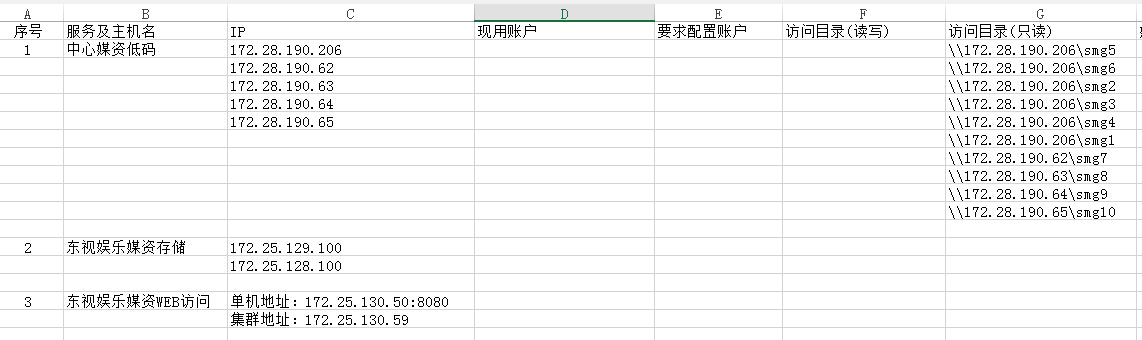 A B C D E F G
序号 服务及主机名 IP 现用账户 要求配置账户 访问目录(读写) 访问目录(只读)
1 中心媒资低码 172.28.190.206 \\172.28.190.206\smg5
172.28.190.62 \\172.28.190.206\smg6
172.28.190.63 \\172.28.190.206\smg2
172.28.190.64 \\172.28.190.206\smg3
172.28.190.65 \\172.28.190.206\smg4
\\172.28.190.206\smg1
\\172.28.190.62\smg7
\\172.28.190.63\smg8
\\172.28.190.64\smg9
\\172.28.190.65\smg10
2 东视娱乐媒资存储 172.25.129.100
172.25.128.100
3 东视娱乐媒资WEB访问 单机地址：172.25.130.50:8080
集群地址：172.25.130.59